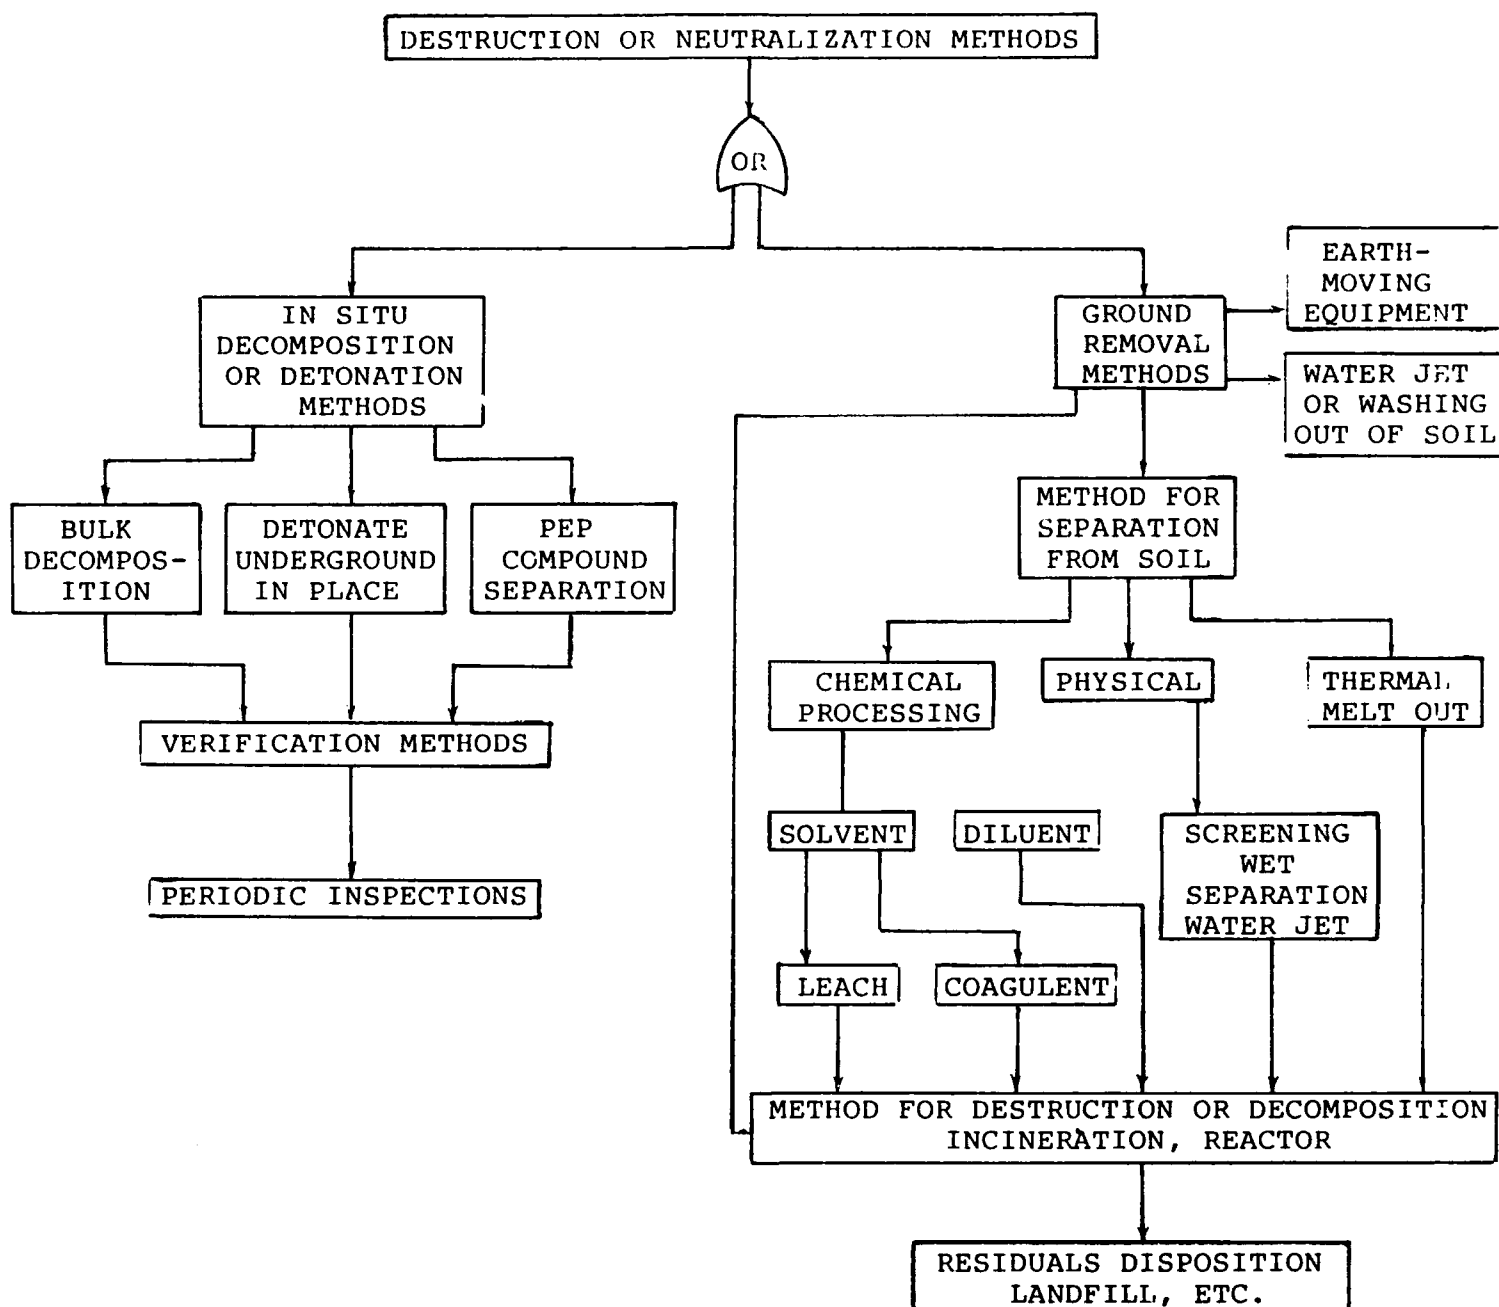 DESTRUCTION OR NEUTRALIZATION METHODS
OR
IN SITU
DECOMPOSITION
OR DETONATION
METHODS
GROUND
REMOVAL
METHODS
EARTH-
MOVING
EQUIPMENT
WATER JET
OR WASHING
OUT OF SOIL
BULK
DECOMPOS-
ITION
DETONATE
UNDERGROUND
IN PLACE
PEP
COMPOUND
SEPARATION
METHOD FOR
SEPARATION
FROM SOIL
VERIFICATION METHODS
PERIODIC INSPECTIONS
CHEMICAL
PROCESSING
PHYSICAL
THERMAL
MELT OUT
SOLVENT
DILUENT
SCREENING
WET
SEPARATION
WATER JET
LEACH
COAGULENT
METHOD FOR DESTRUCTION OR DECOMPOSITION
INCINERATION, REACTOR
RESIDUALS DISPOSITION
LANDFILL, ETC.